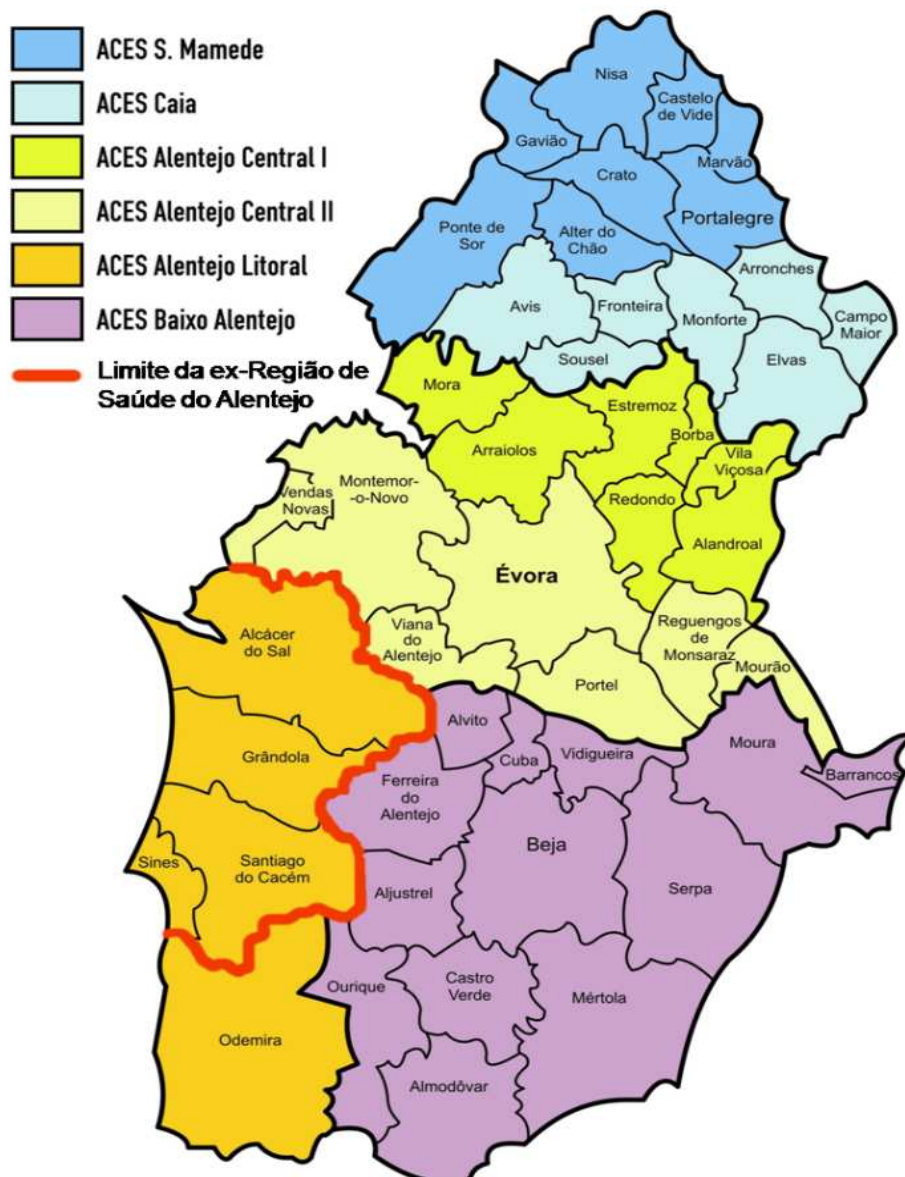 ACES S. Mamede
ACES Caia
ACES Alentejo Central I
ACES Alentejo Central II
ACES Alentejo Litoral
ACES Baixo Alentejo
Limite da ex-Região de
Saúde do Alentejo
Nisa
Castelo
de Vide
Gavião
Marvão
Crato
Portalegre
Ponte de
Sor
Alter do
Chão
Arronches
Avis
Fronteira
Monforte
Campo
Maior
Sousel
Elvas
Mora
Estremoz
Borba
Arraiolos
Vila
Viçosa
Montemor-
-o-Novo
Vendas
Novas
Redondo
Alandroal
Évora
Alcácer
do Sal
Viana
do
Alentejo
Reguengos
de
Monsaraz
Mourão
Portel
Alvito
Cuba
Vidigueira
Moura
Barrancos
Grândola
Ferreira
do
Alentejo
Beja
Sines
Santiago
do Cacém
Aljustrel
Serpa
Ourique
Castro
Verde
Mértola
Odemira
Almodôvar